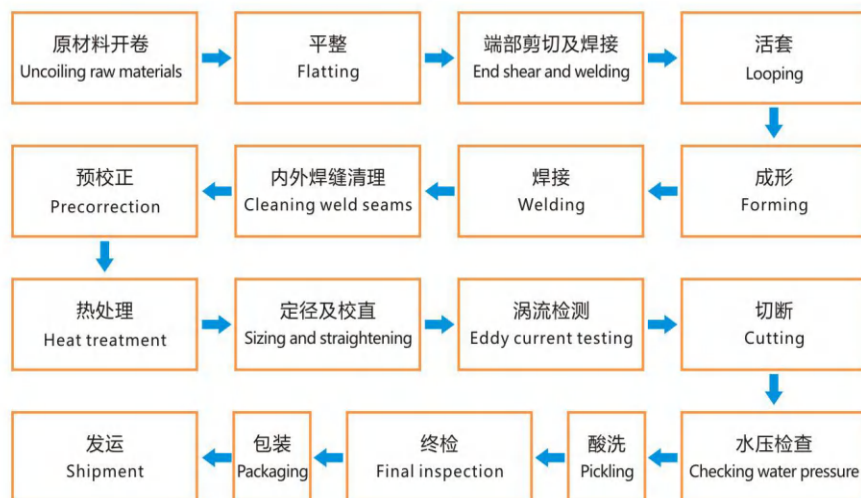 原材料开卷
Uncoiling raw materials
平整
Flatting
端部剪切及焊接
End shear and welding
活套
Looping
成形
Forming
焊接
Welding
内外焊缝清理
Cleaning weld seams
预校正
Precorrection
热处理
Heat treatment
定径及校直
Sizing and straightening
涡流检测
Eddy current testing
切断
Cutting
水压检查
Checking water pressure
酸洗
Pickling
终检
Final inspection
包装
Packaging
发运
Shipment